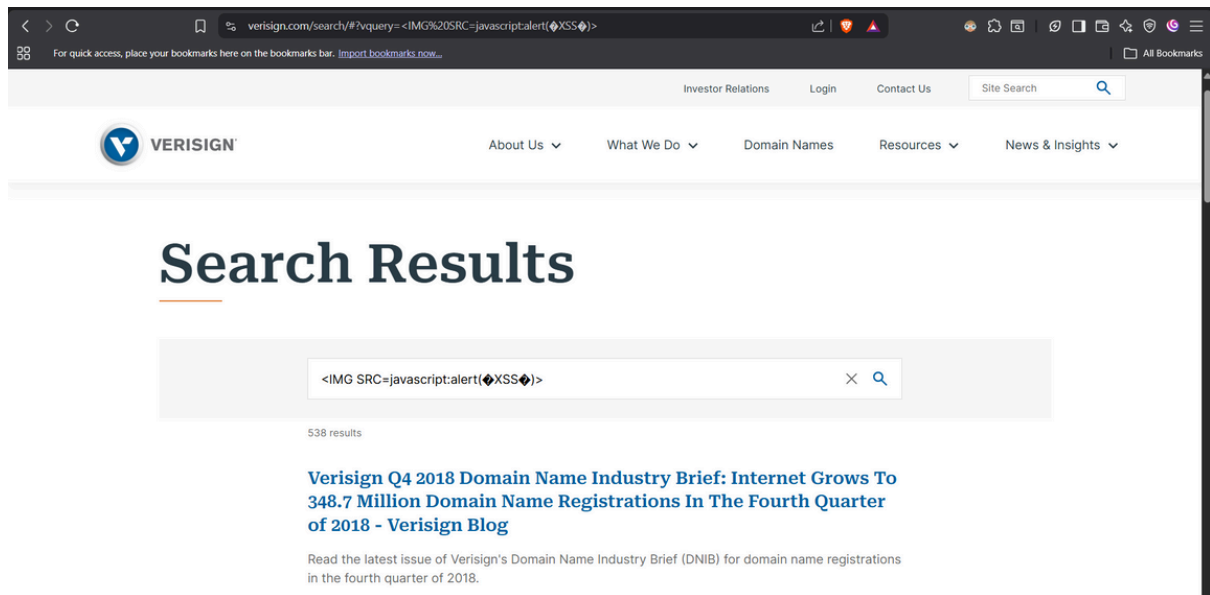 verisign.com/search/#?vquery=<IMG%20SRC=javascript:alert(�XSS�)>
For quick access, place your bookmarks here on the bookmarks bar. Import bookmarks now...
All Bookmarks
Investor Relations Login Contact Us Site Search
VERISIGN
About Us What We Do Domain Names Resources News & Insights
Search Results
<IMG SRC=javascript:alert(�XSS�)>
538 results
Verisign Q4 2018 Domain Name Industry Brief: Internet Grows To
348.7 Million Domain Name Registrations In The Fourth Quarter
of 2018 - Verisign Blog
Read the latest issue of Verisign's Domain Name Industry Brief (DNIB) for domain name registrations
in the fourth quarter of 2018.